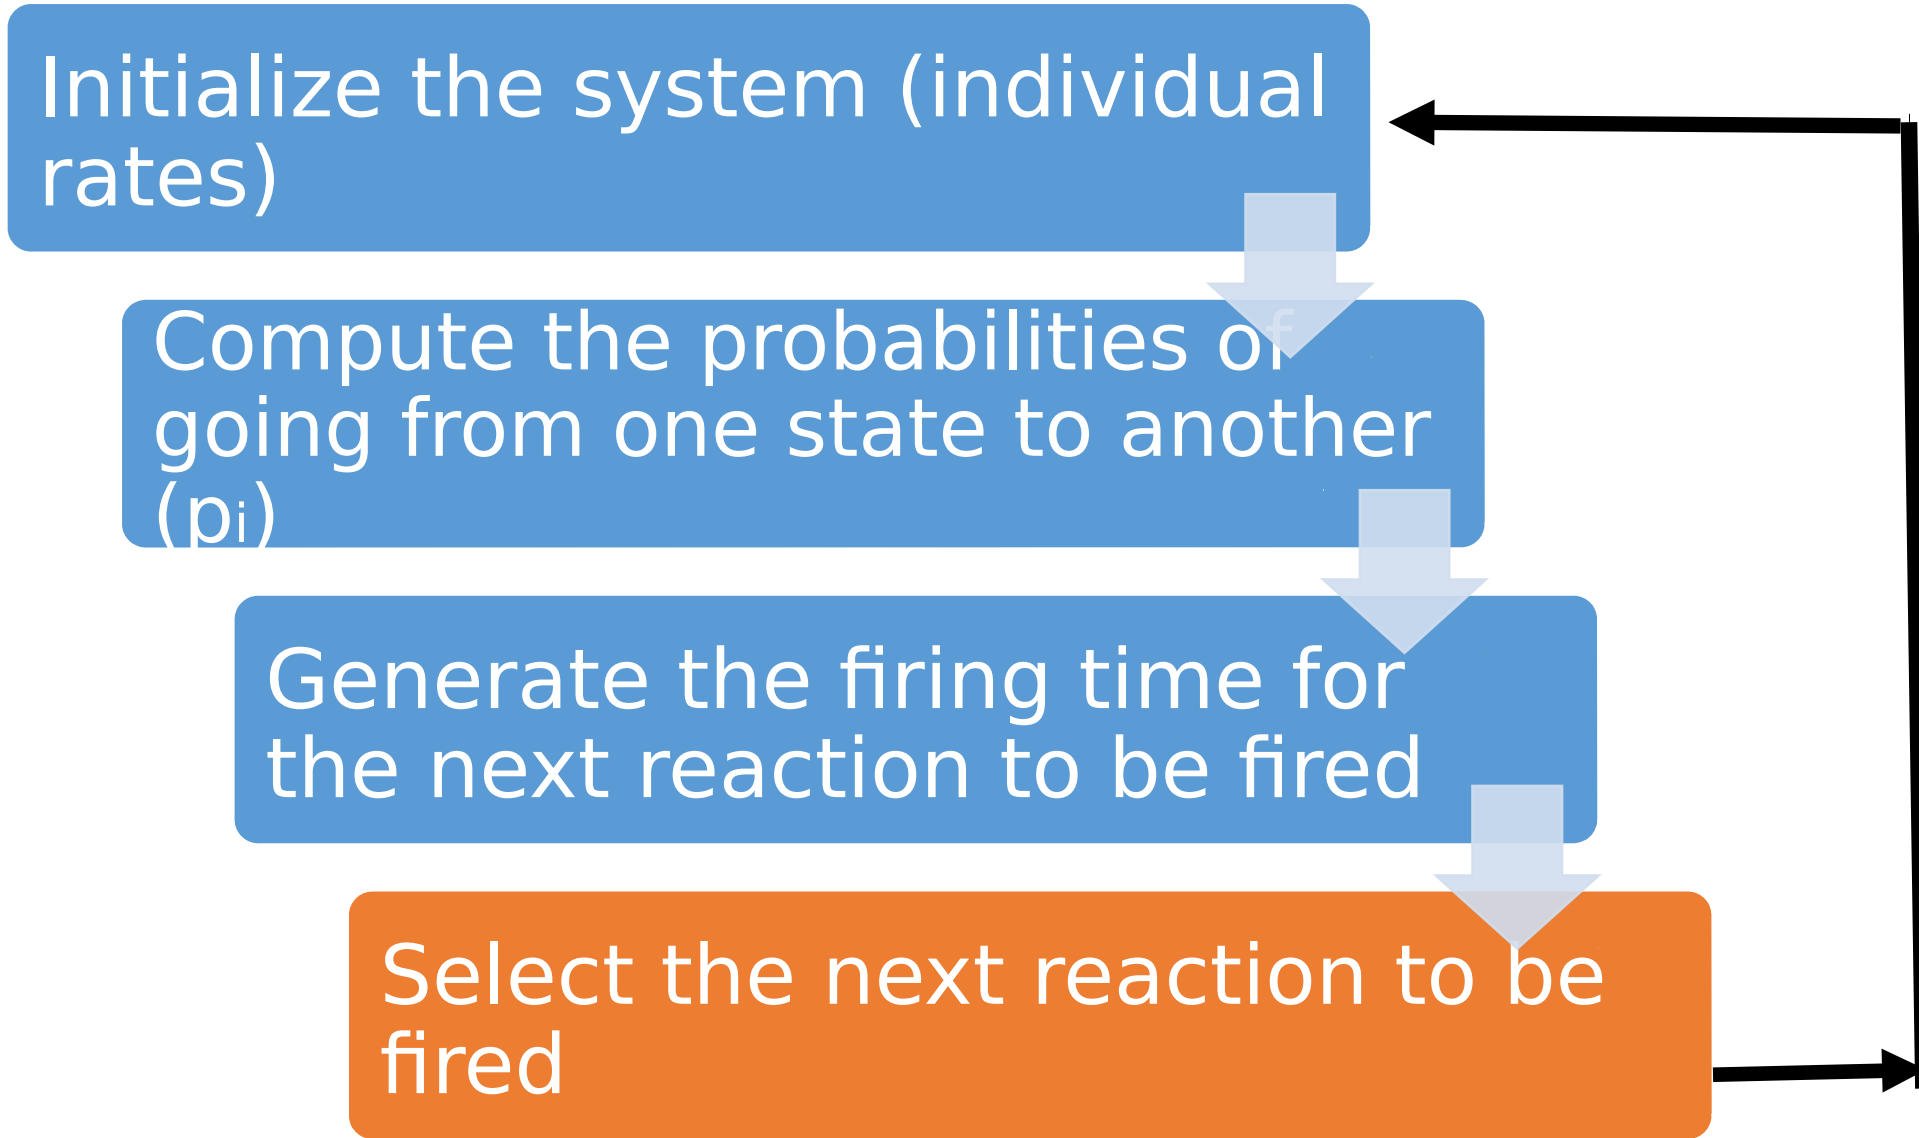 Initialize the system (individual
rates)
Compute the probabilities of
going from one state to another
(pi)
Generate the firing time for
the next reaction to be fired
Select the next reaction to be
fired